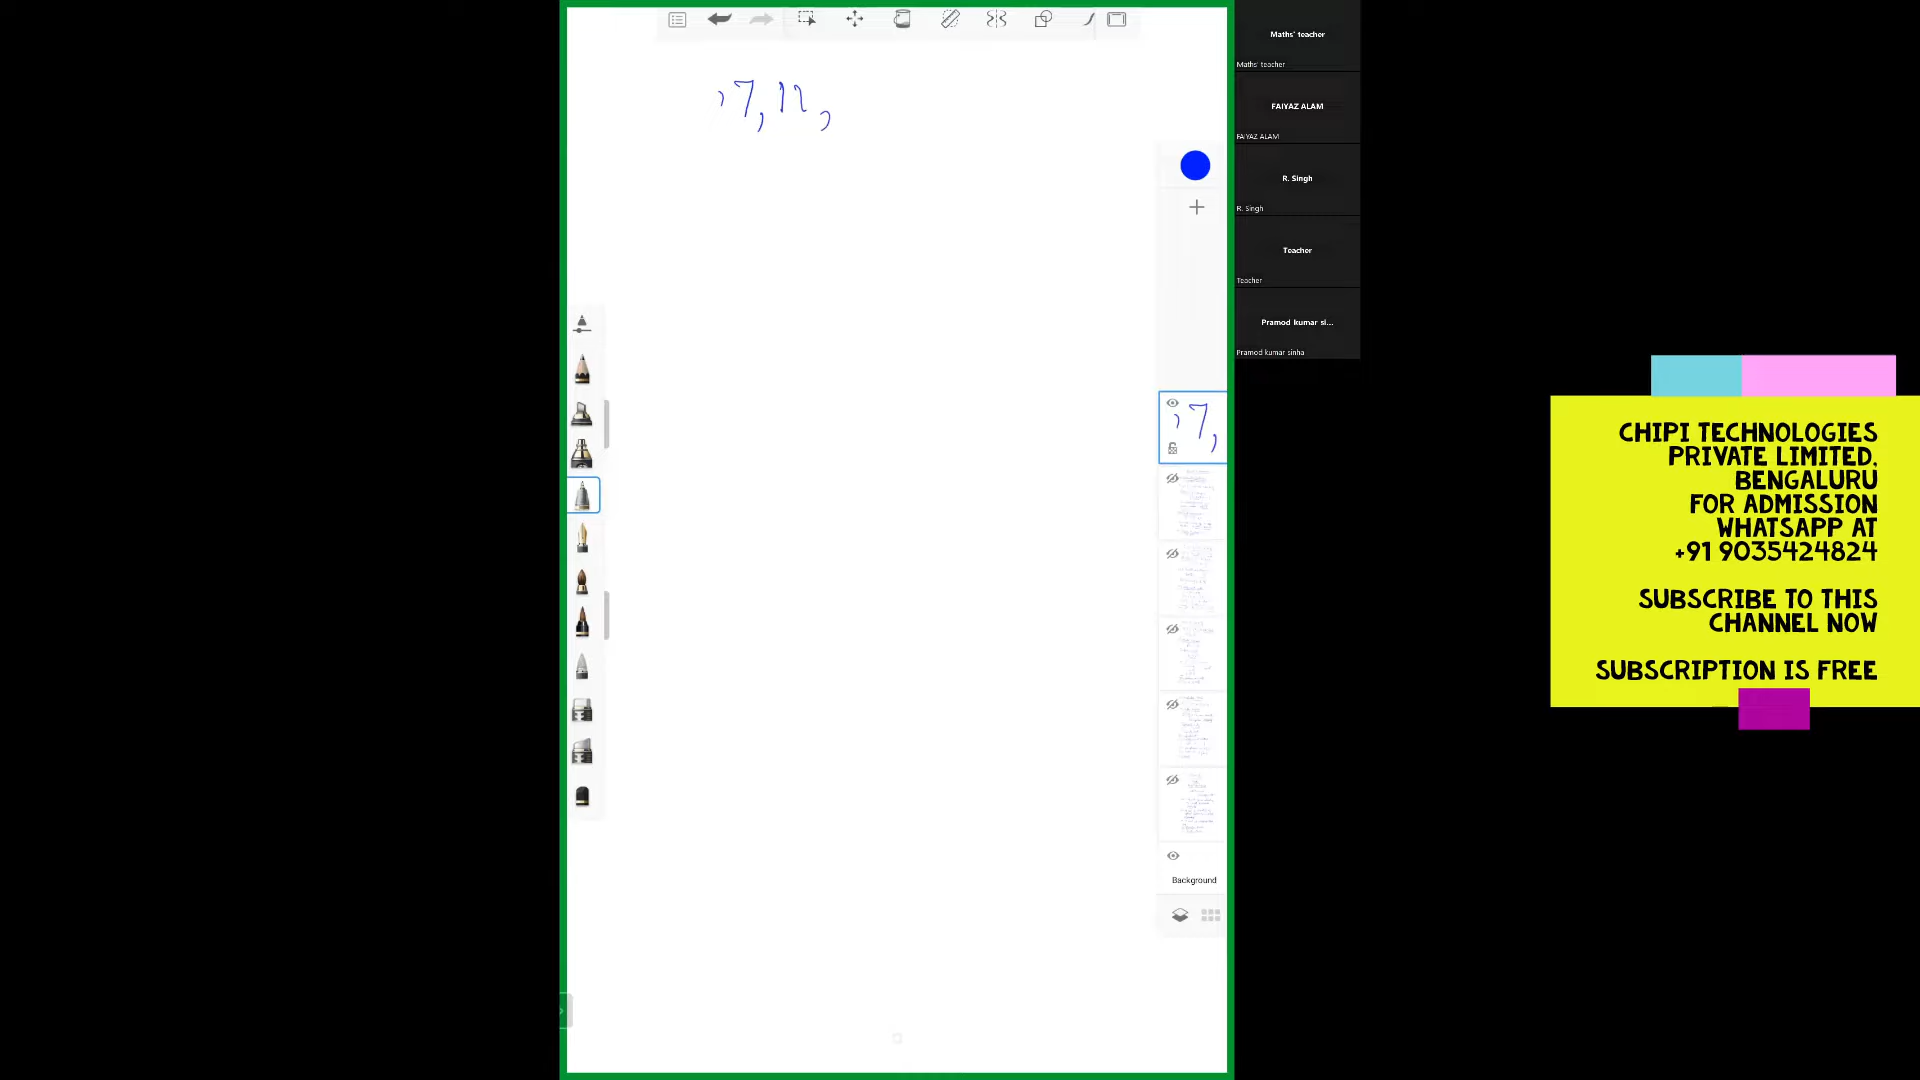 ,7, 12,
Maths' teacher
Maths' teacher
FAIYAZ ALAM
FAIYAZ ALAM
R. Singh
R. Singh
Teacher
Teacher
Pramod kumar si...
Pramod kumar sinha
,7,
Background
CHIPI TECHNOLOGIES
PRIVATE LIMITED,
BENGALURU
FOR ADMISSION
WHATSAPP AT
+91 9035424824
SUBSCRIBE TO THIS
CHANNEL NOW
SUBSCRIPTION IS FREE